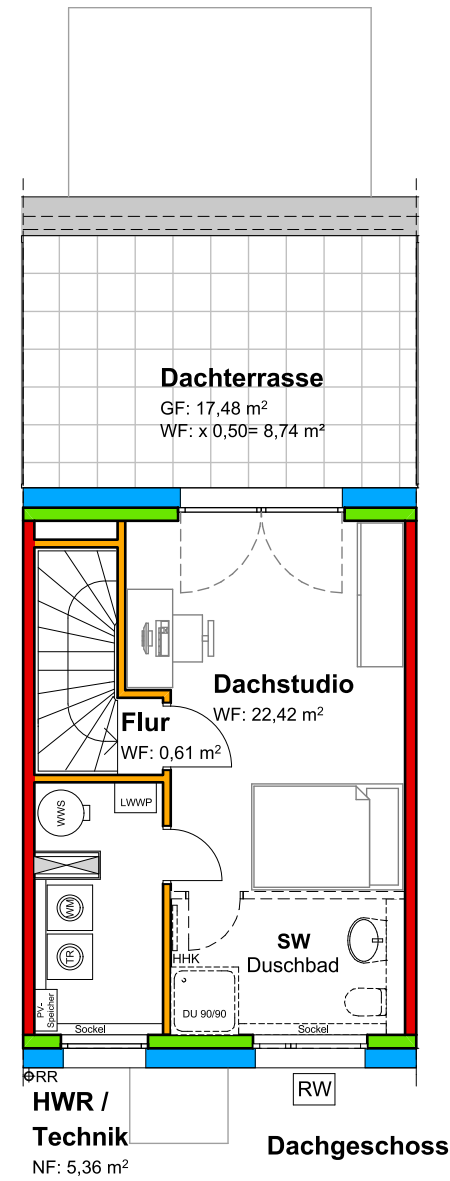 Dachterrasse
GF: 17,48 m²
WF: x 0,50= 8,74 m²
Dachstudio
WF: 22,42 m²
Flur
WF: 0,61 m²
LWWP
WWS
WM
TR
HHK
SW
Duschbad
DU 90/90
PV-
Speicher
Sockel
Sockel
RR
RW
HWR /
Technik
NF: 5,36 m²
Dachgeschoss